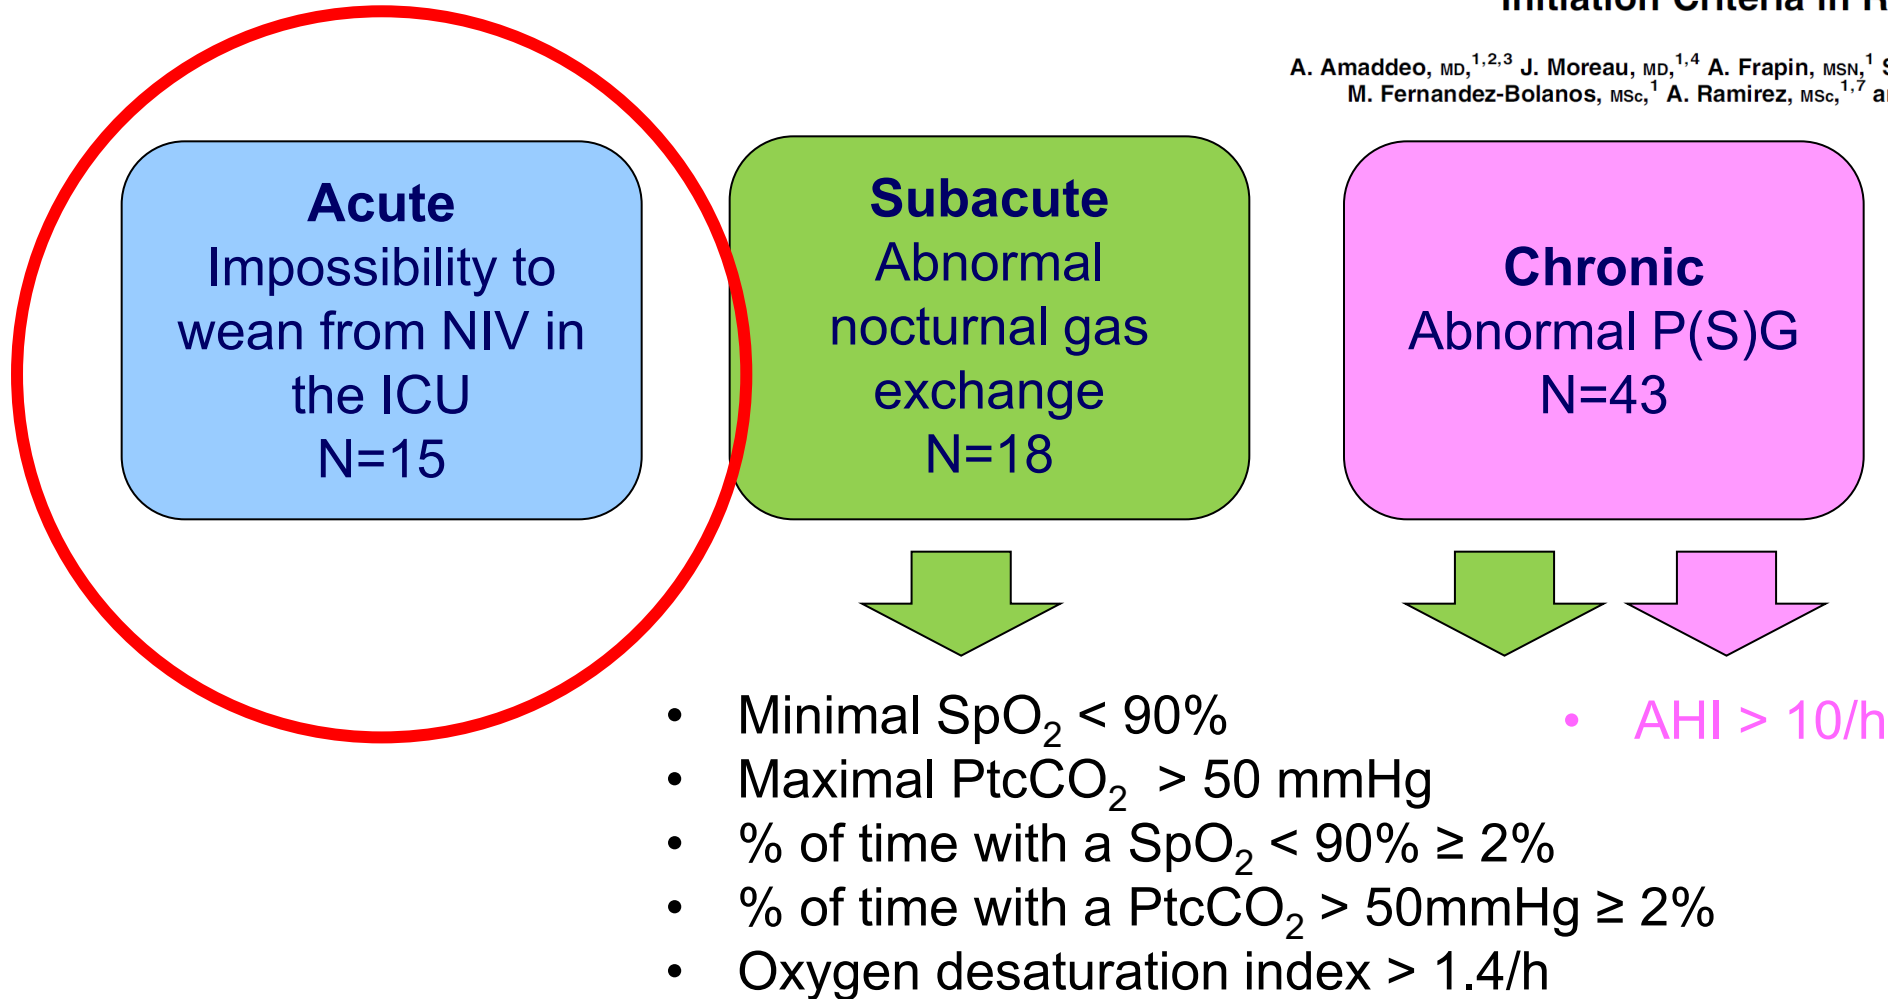 Initiation Criteria in R
A. Amaddeo, MD,1,2,3 J. Moreau, MD,1,4 A. Frapin, MSN,1 S
M. Fernandez-Bolanos, MSc,1 A. Ramirez, MSc,1,7 a
Acute
Impossibility to
wean from NIV in
the ICU
N=15
Subacute
Abnormal
nocturnal gas
exchange
N=18
Chronic
Abnormal P(S)G
N=43
• Minimal SpO₂ < 90%
• Maximal PtcCO₂ > 50 mmHg
• % of time with a SpO₂ < 90% ≥ 2%
• % of time with a PtcCO₂ > 50mmHg ≥ 2%
• Oxygen desaturation index > 1.4/h
• AHI > 10/h